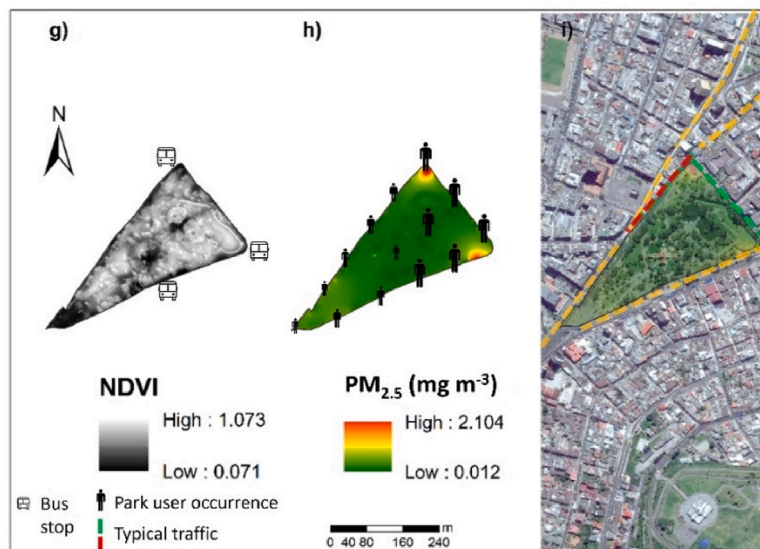 g)
h)
i)
N
NDVI
High : 1.073
Low : 0.071
PM2.5 (mg m-3)
High : 2.104
Low : 0.012
Bus
stop
Park user occurrence
Typical traffic
0 40 80 160 240 m